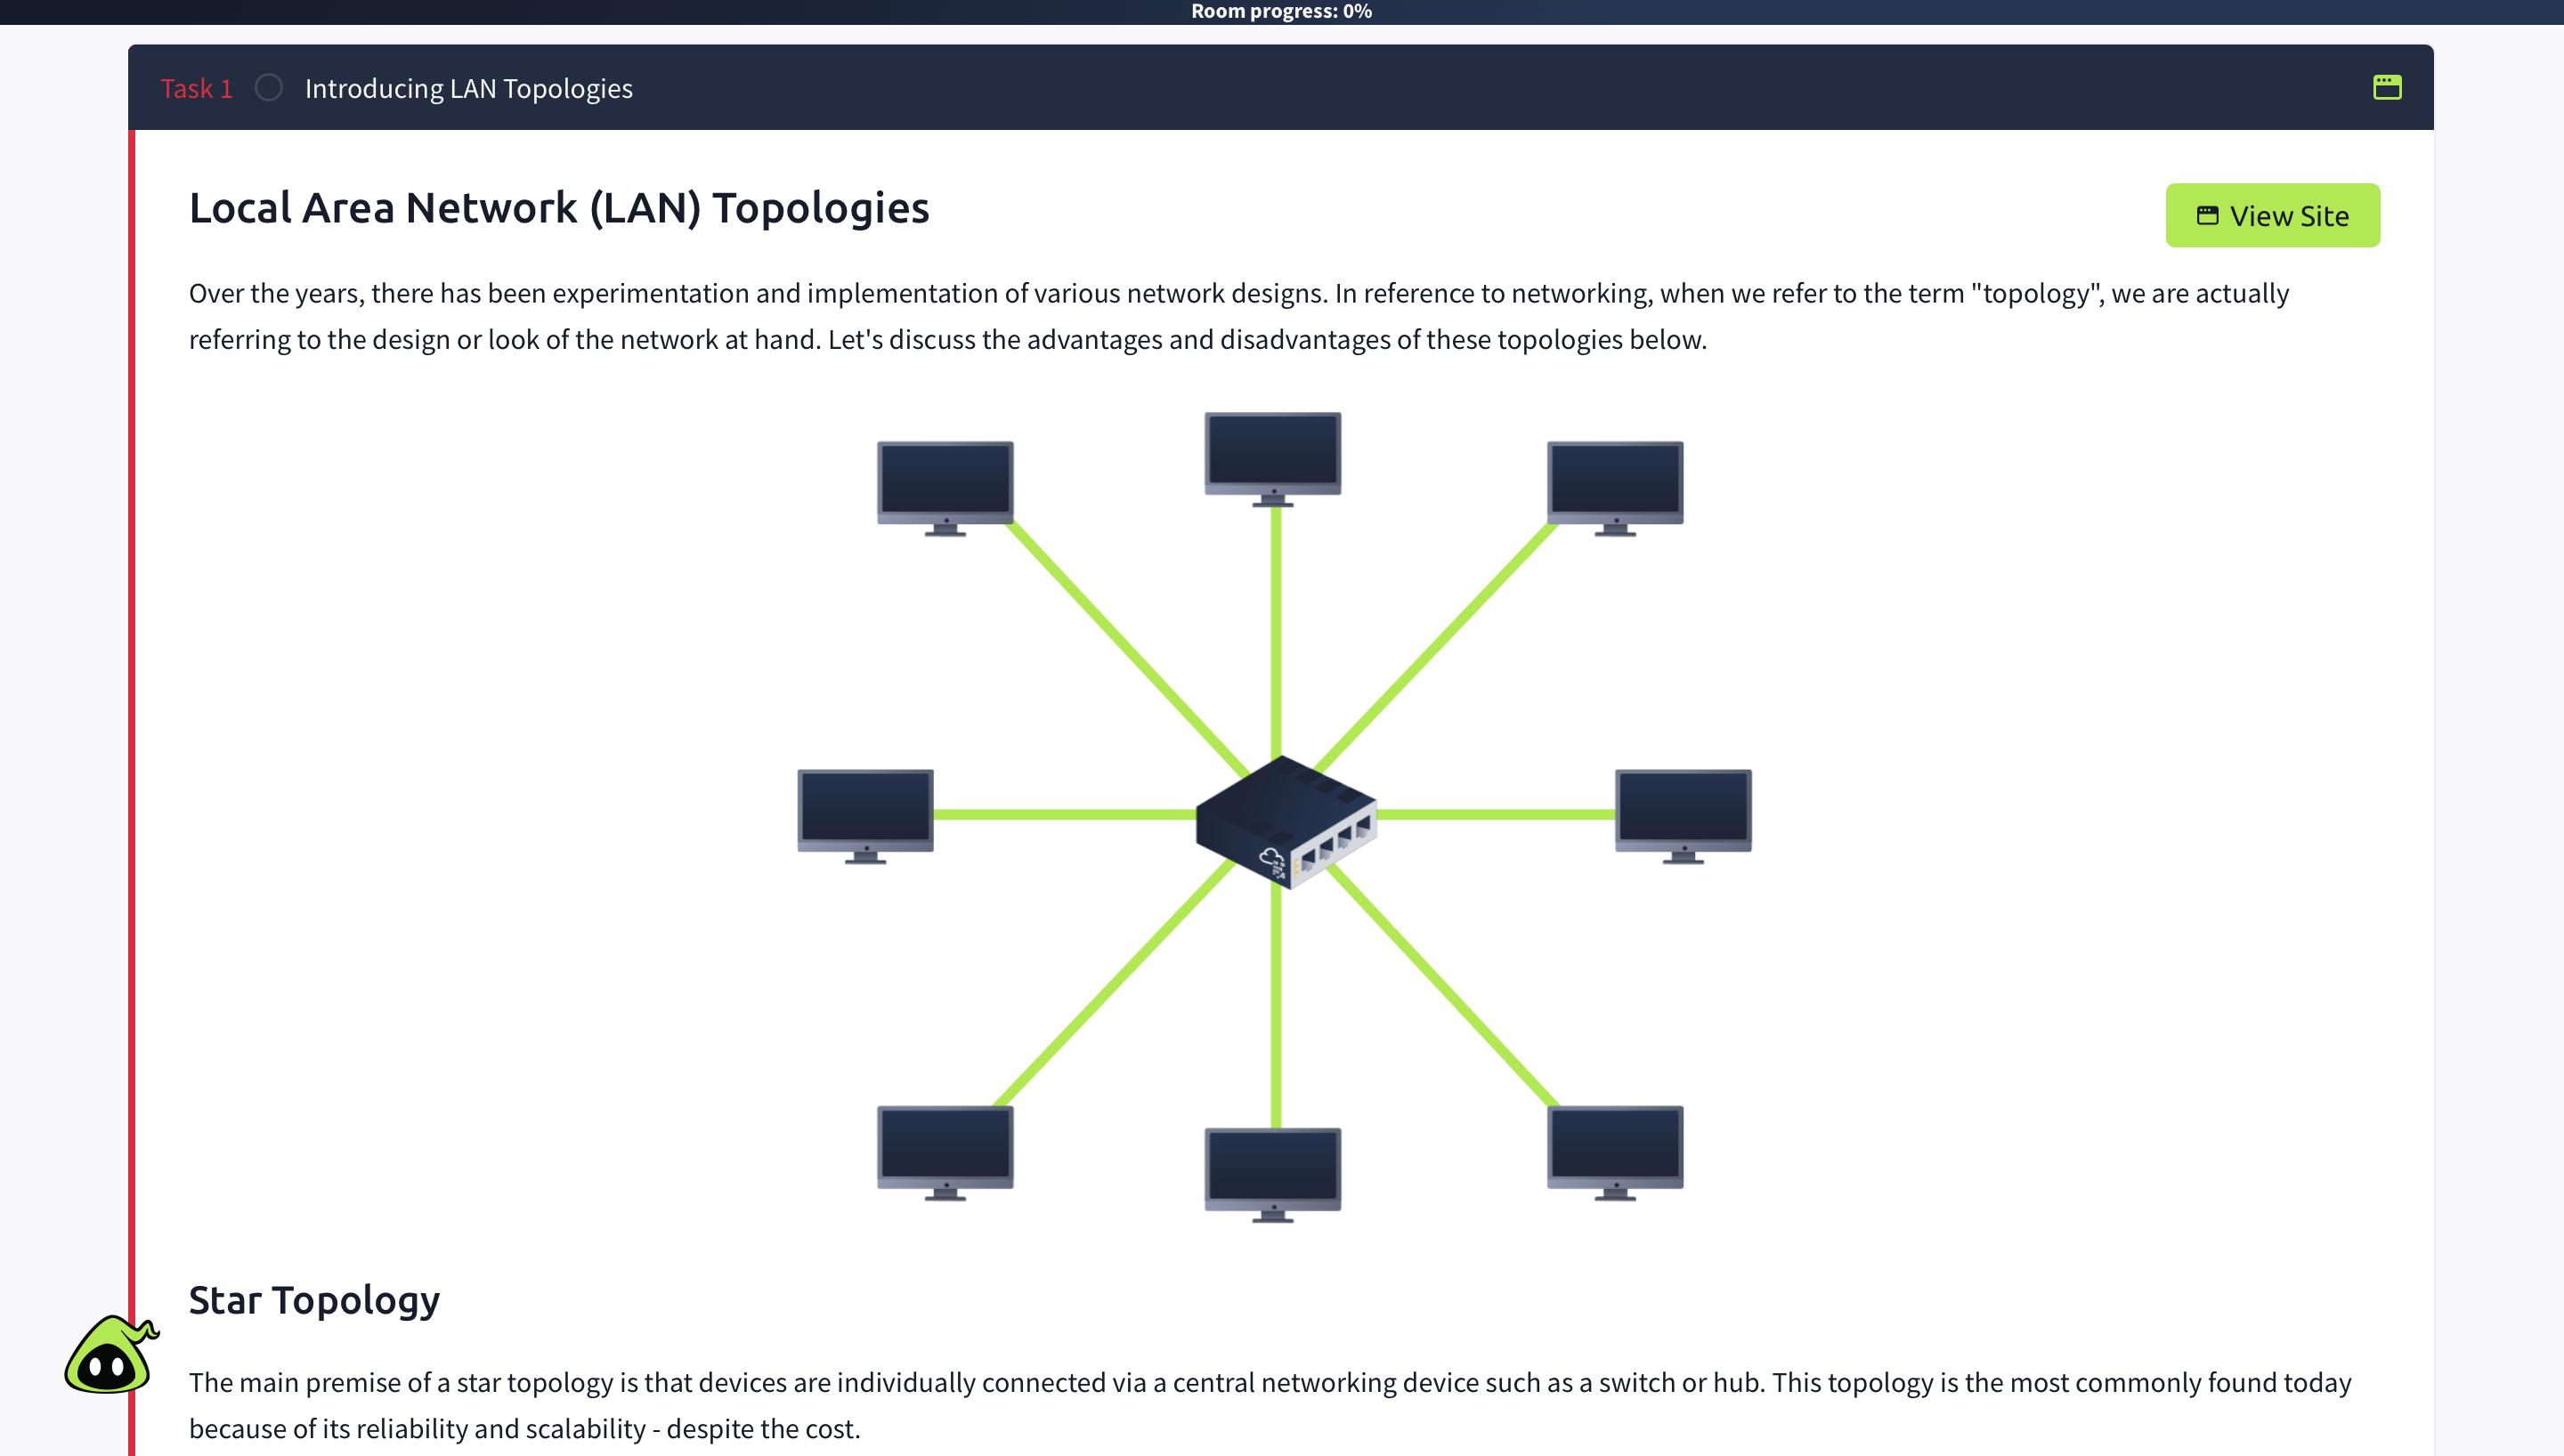 Room progress: 0%
Task 1 Introducing LAN Topologies
Local Area Network (LAN) Topologies
View Site
Over the years, there has been experimentation and implementation of various network designs. In reference to networking, when we refer to the term "topology", we are actually
referring to the design or look of the network at hand. Let's discuss the advantages and disadvantages of these topologies below.
Star Topology
The main premise of a star topology is that devices are individually connected via a central networking device such as a switch or hub. This topology is the most commonly found today
because of its reliability and scalability - despite the cost.